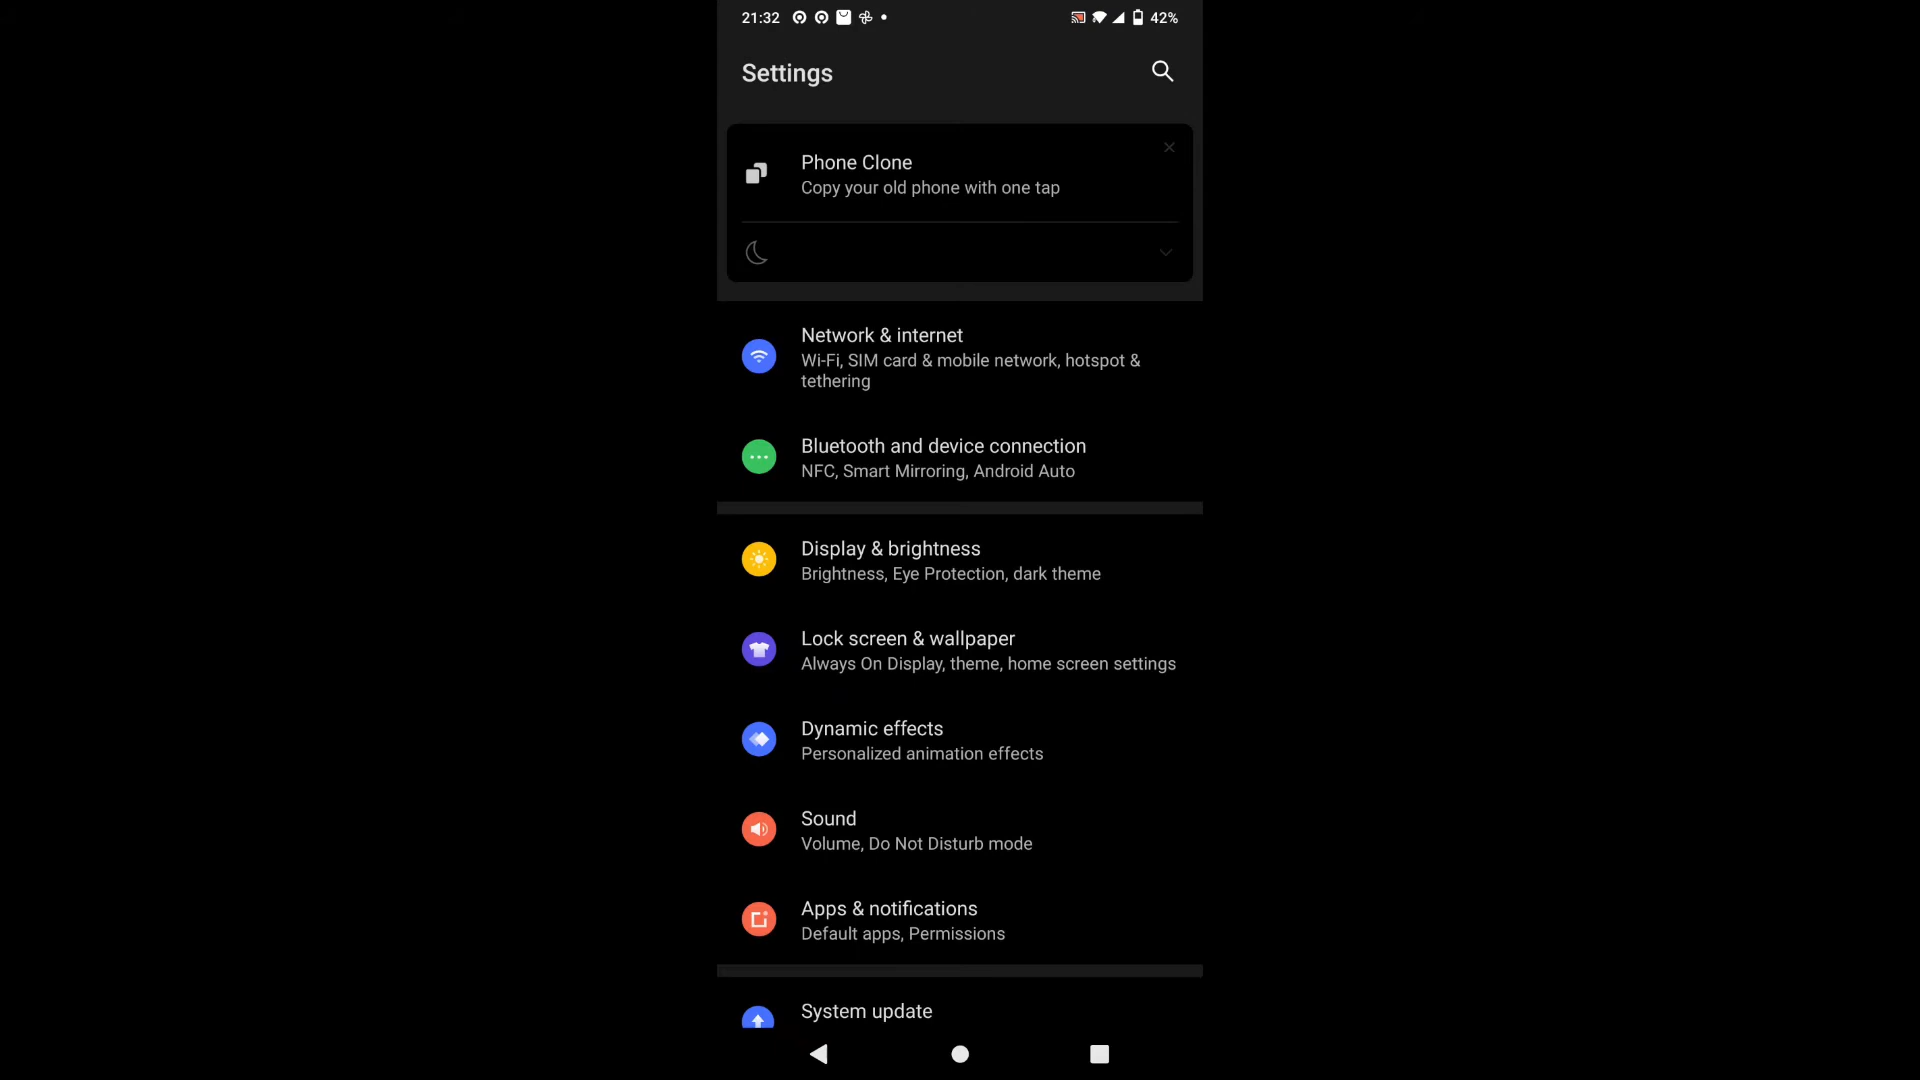 21:32
42%
Settings
Phone Clone
Copy your old phone with one tap
Network & internet
Wi-Fi, SIM card & mobile network, hotspot &
tethering
Bluetooth and device connection
NFC, Smart Mirroring, Android Auto
Display & brightness
Brightness, Eye Protection, dark theme
Lock screen & wallpaper
Always On Display, theme, home screen settings
Dynamic effects
Personalized animation effects
Sound
Volume, Do Not Disturb mode
Apps & notifications
Default apps, Permissions
System update